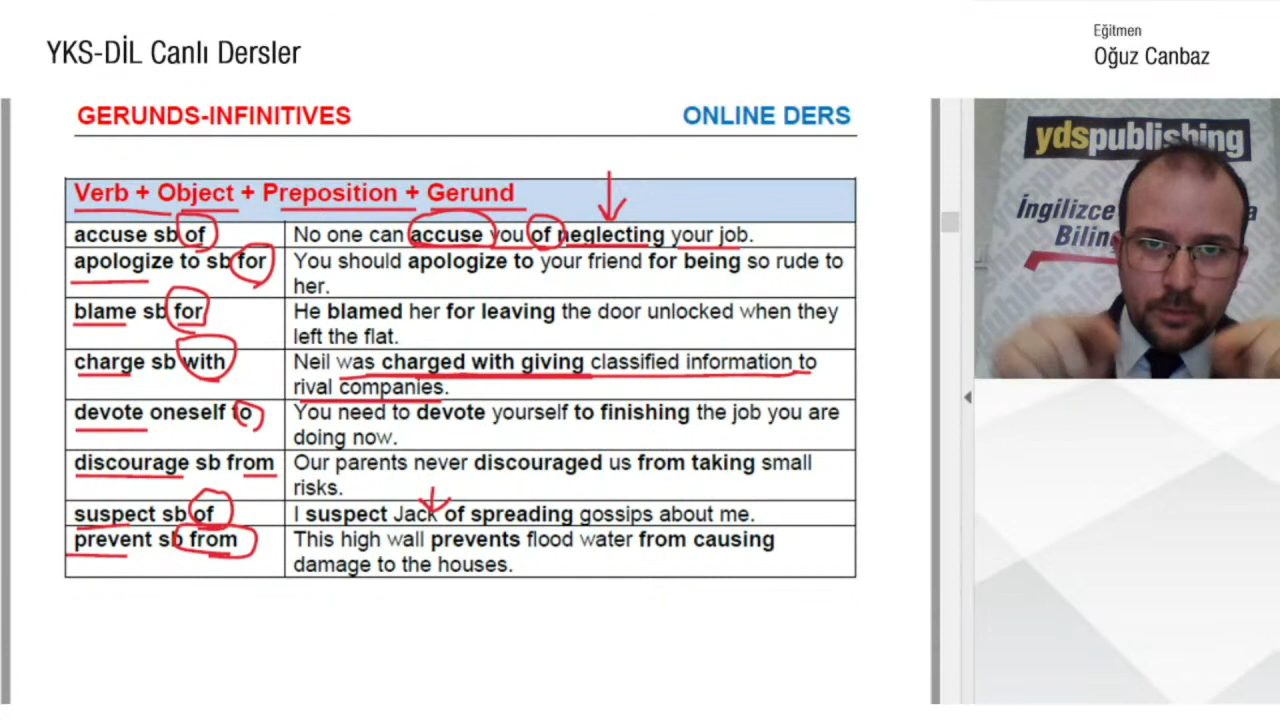 YKS-DİL Canlı Dersler
Eğitmen
Oğuz Canbaz
GERUNDS-INFINITIVES
ONLINE DERS
Verb + Object + Preposition + Gerund
accuse sb of
No one can accuse you of neglecting your job.
apologize to sb for
You should apologize to your friend for being so rude to
her.
blame sb for
He blamed her for leaving the door unlocked when they
left the flat.
charge sb with
Neil was charged with giving classified information to
rival companies.
devote oneself to
You need to devote yourself to finishing the job you are
doing now.
discourage sb from
Our parents never discouraged us from taking small
risks.
suspect sb of
I suspect Jack of spreading gossips about me.
prevent sb from
This high wall prevents flood water from causing
damage to the houses.
ydspublishing
İngilizce